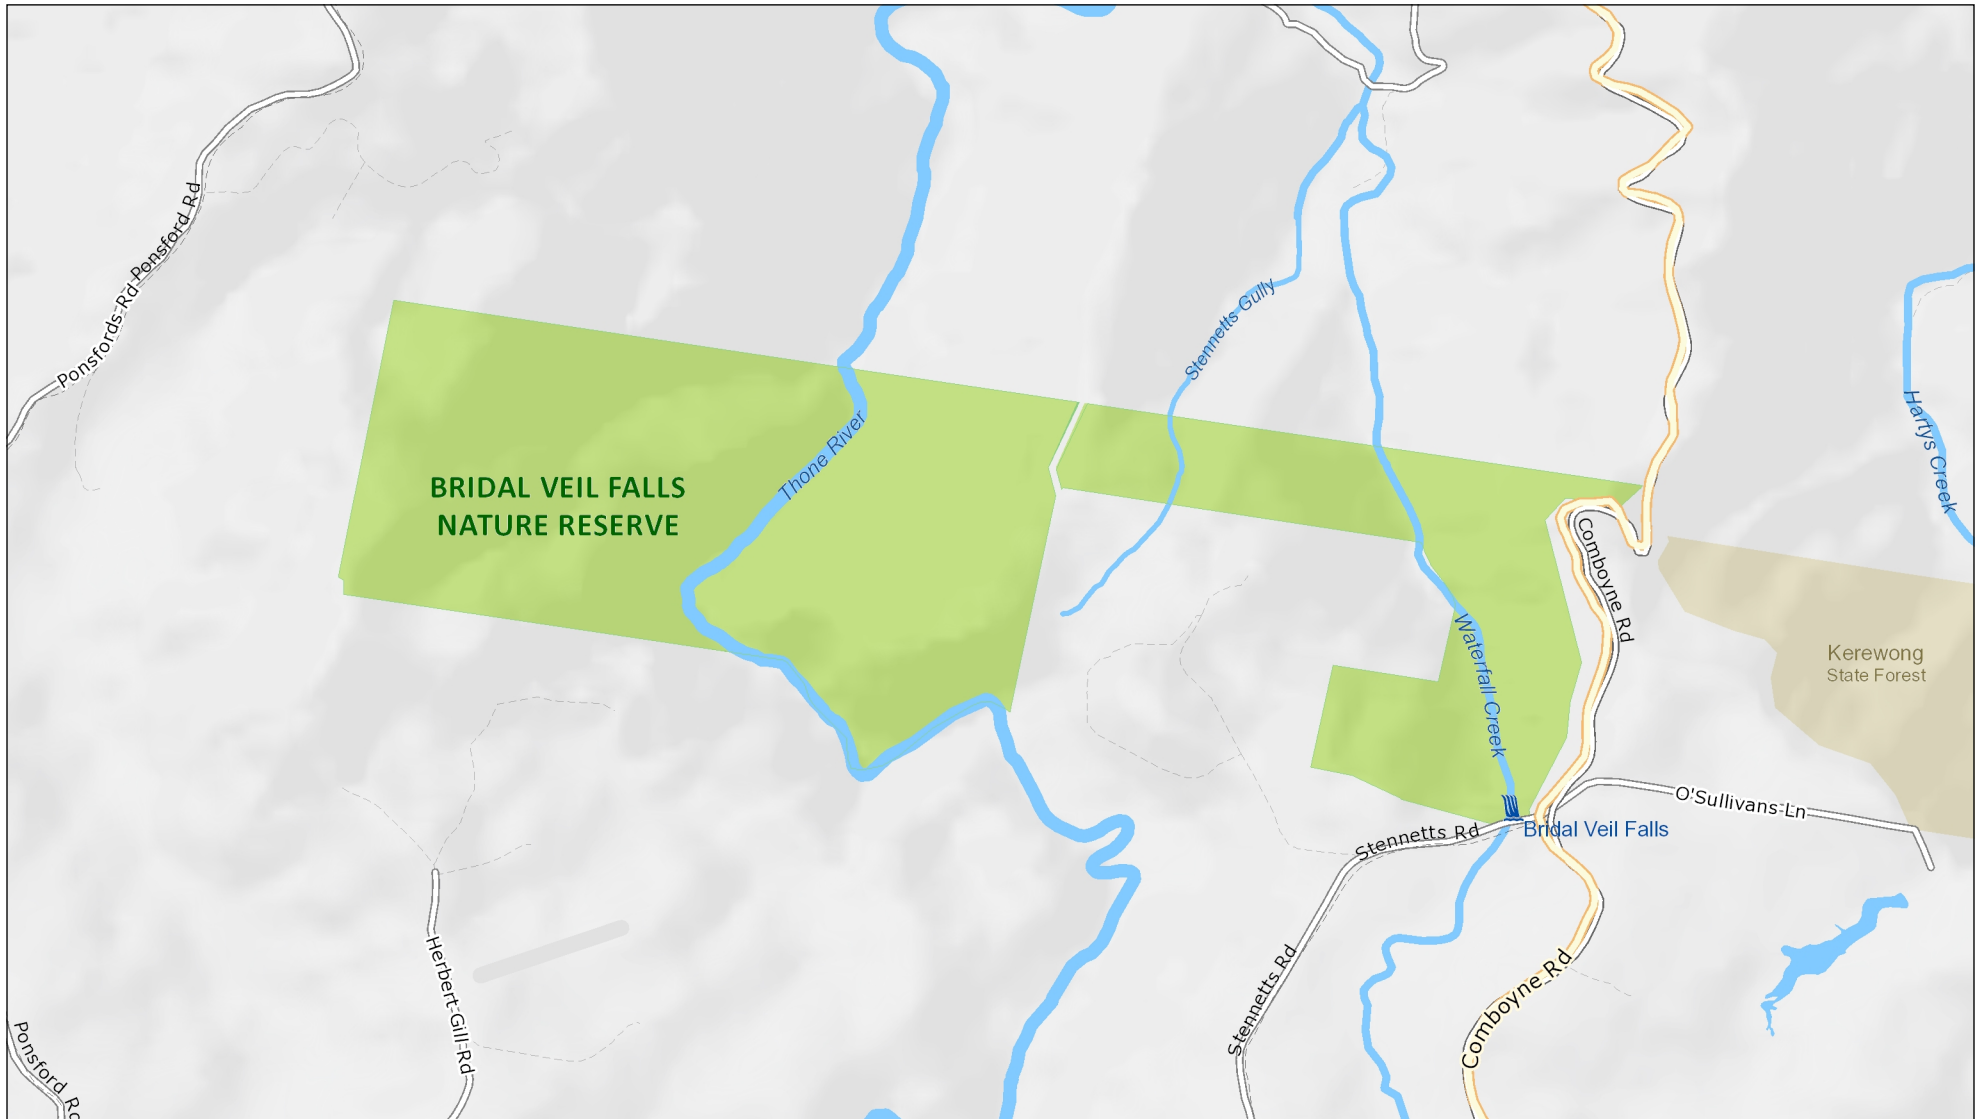 Ponsford Rd
Ponsfords Rd
Stennetts Gully
Hartys Creek
Thone River
BRIDAL VEIL FALLS
NATURE RESERVE
Comboyne Rd
Waterfall Creek
Kerewong
State Forest
O'Sullivans Ln
Stennetts Rd
Bridal Veil Falls
Herbert Gill Rd
Stennetts Rd
Comboyne Rd
Ponsford Rd